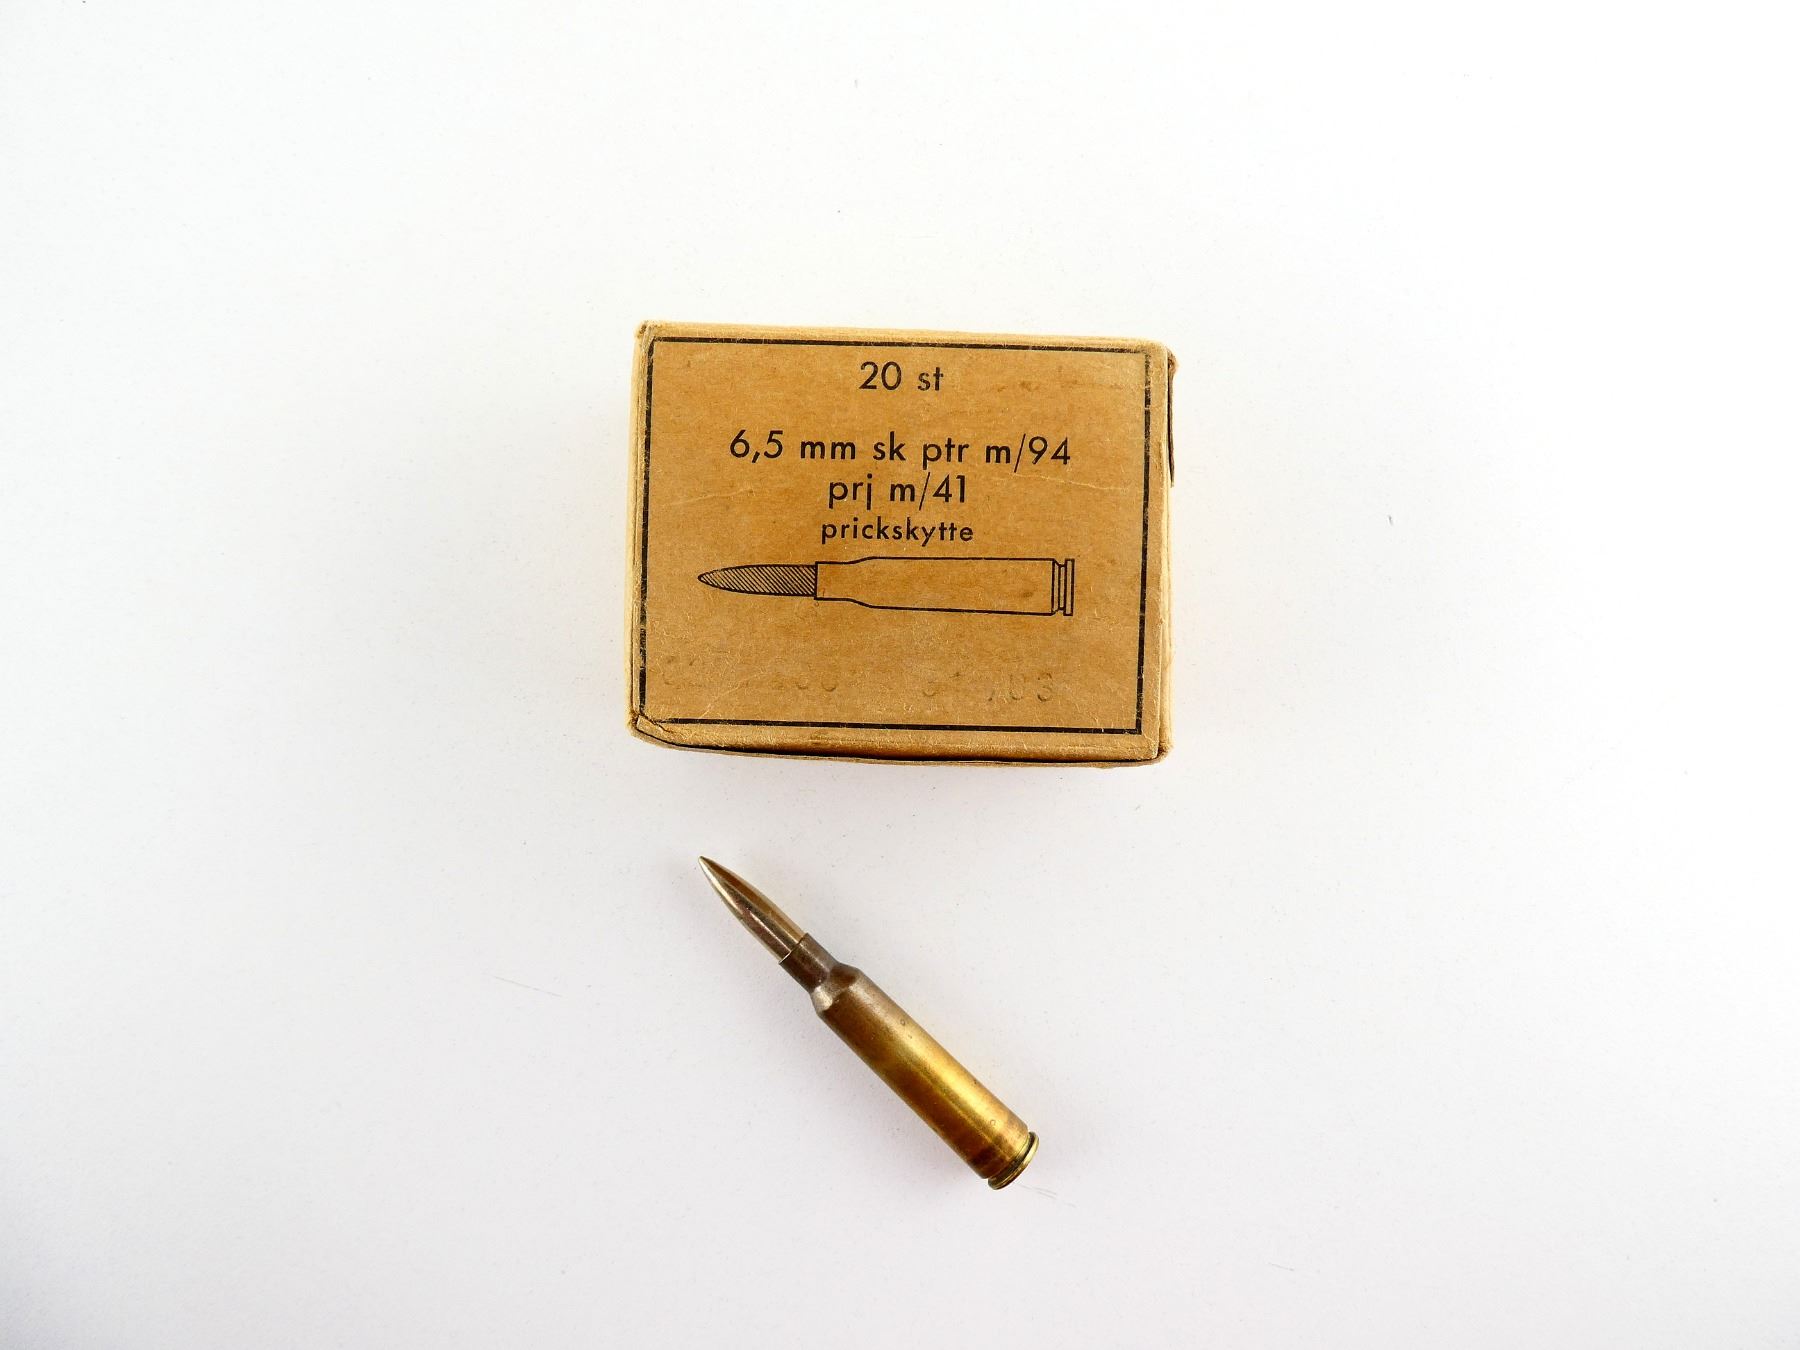 20 st
6,5 mm sk ptr m/94
prj m/41
prickskytte